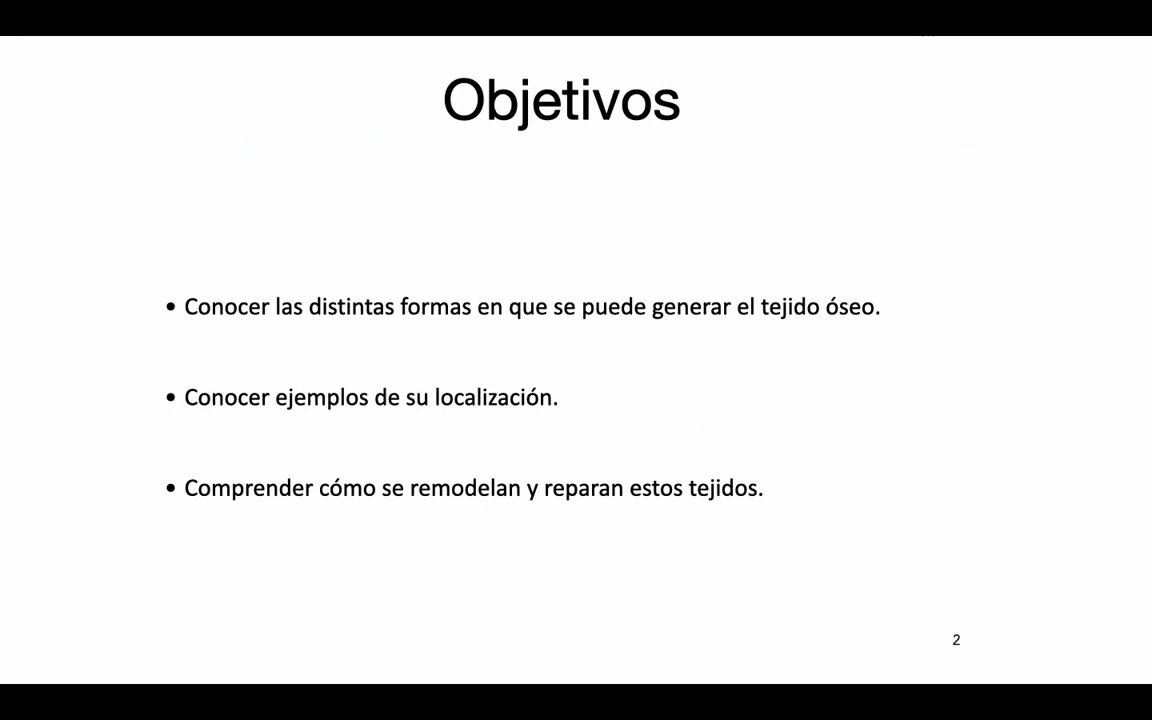 Objetivos
• Conocer las distintas formas en que se puede generar el tejido óseo.
• Conocer ejemplos de su localización.
• Comprender cómo se remodelan y reparan estos tejidos.
2